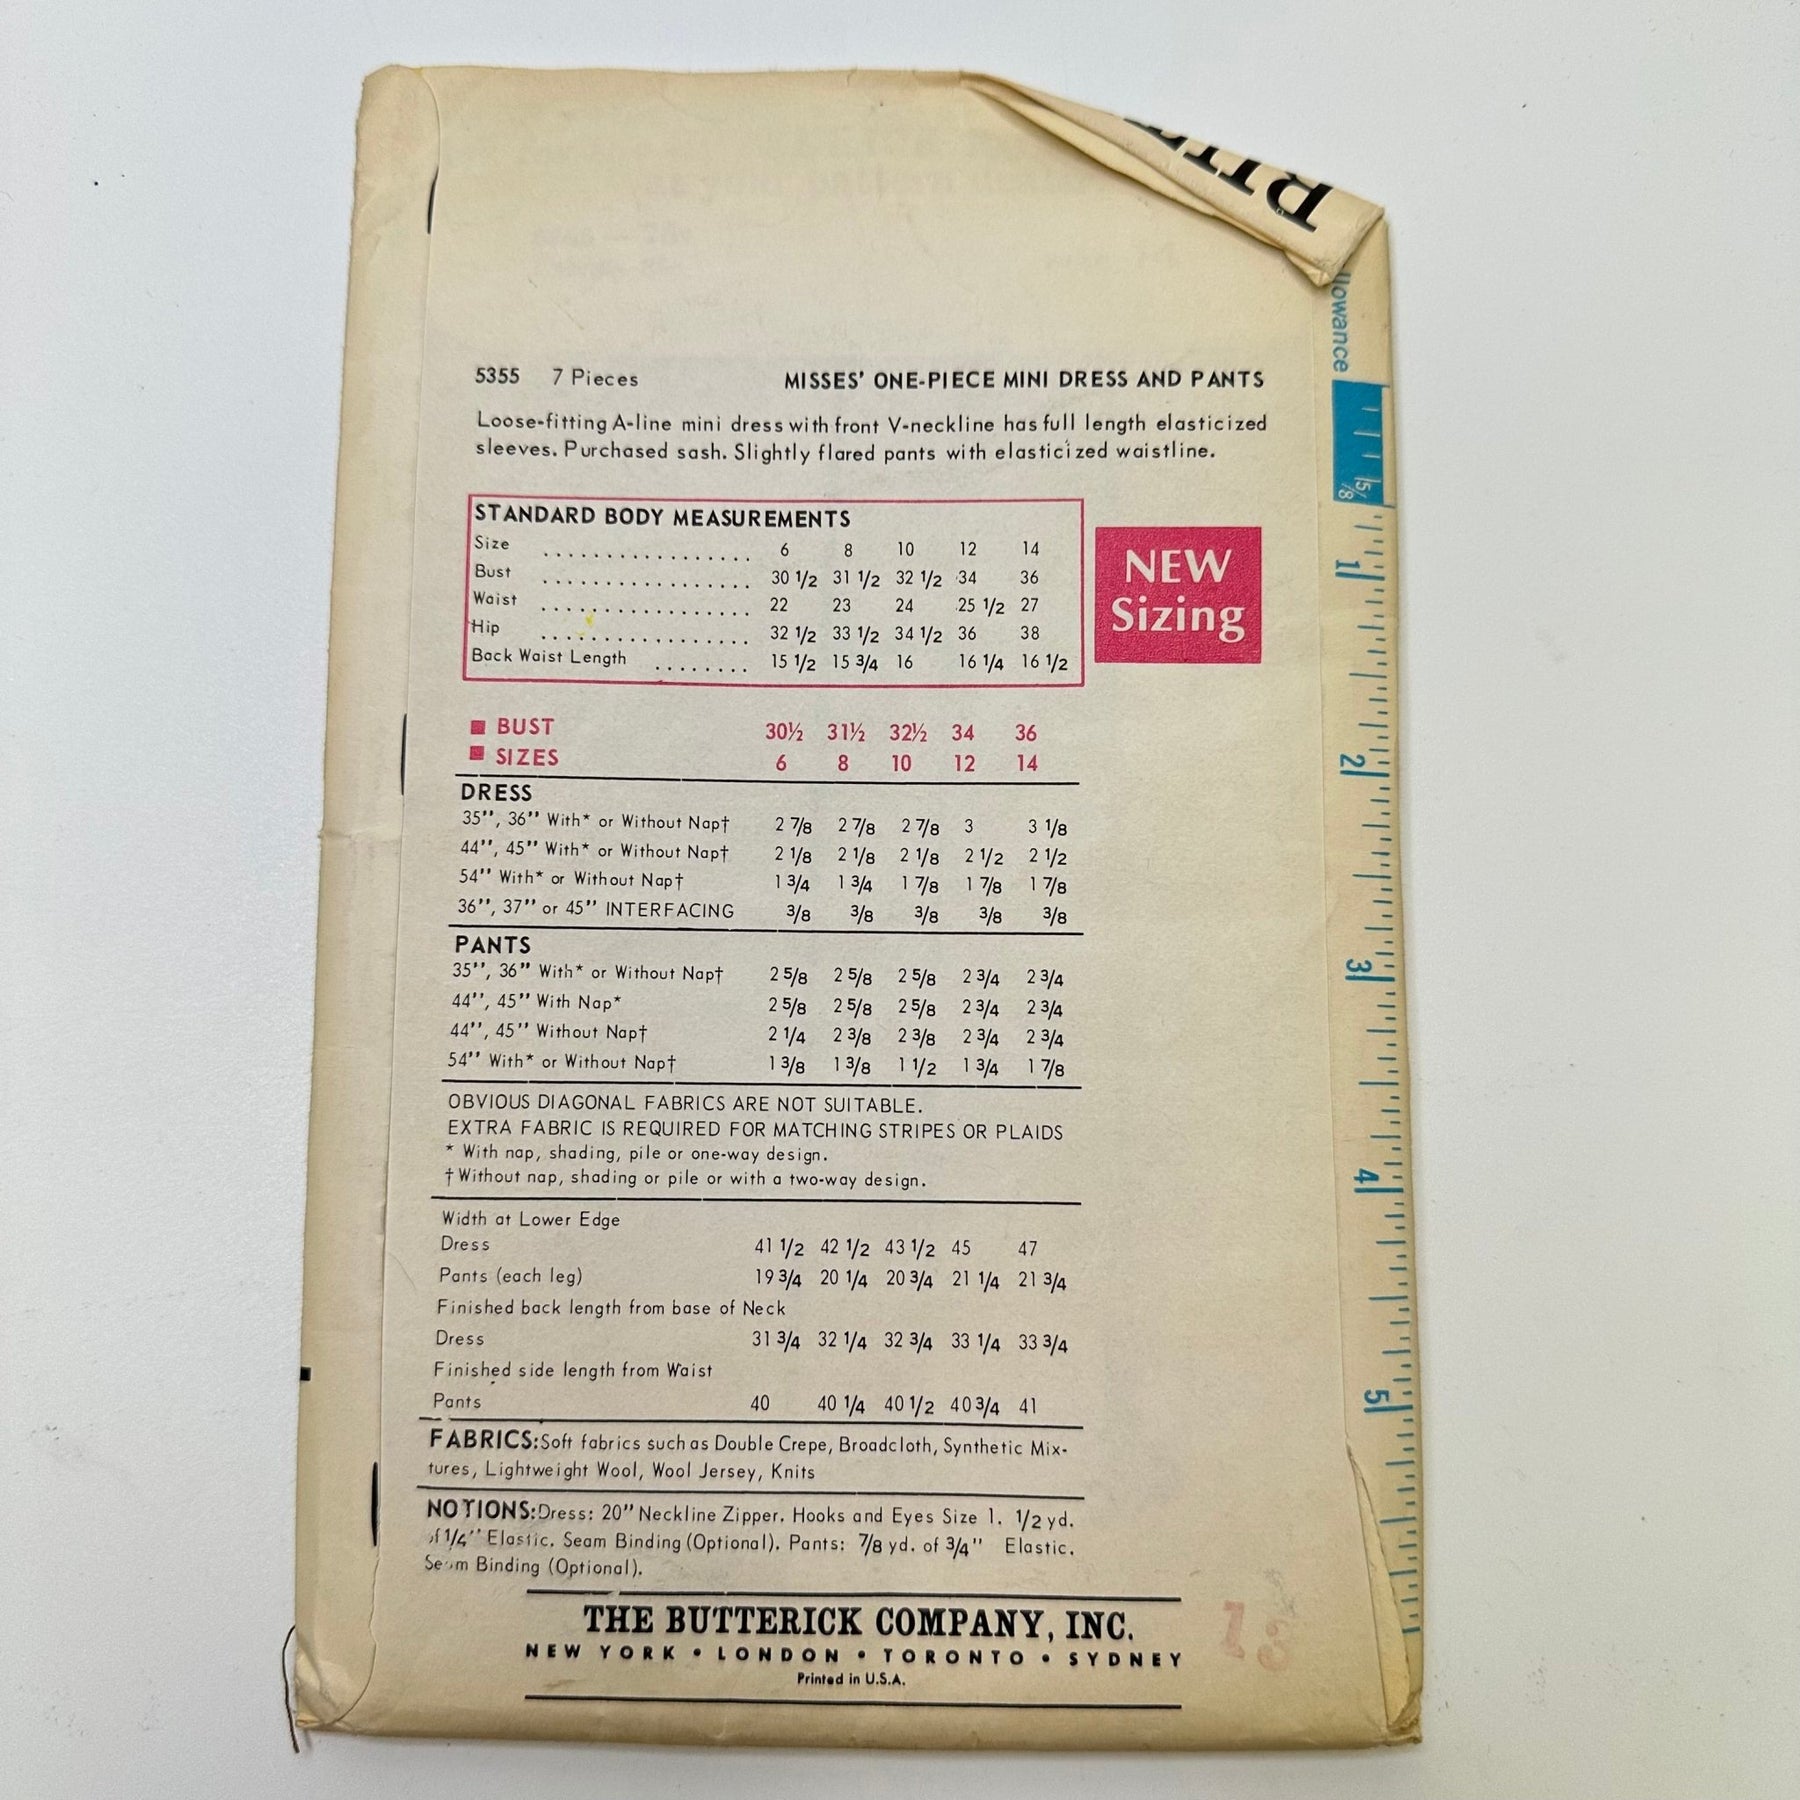 BU
llowance
5355 7 Pieces MISSES' ONE-PIECE MINI DRESS AND PANTS
Loose-fitting A-line mini dress with front V-neckline has full length elasticized
sleeves. Purchased sash. Slightly flared pants with elasticized waistline.
STANDARD BODY MEASUREMENTS
Size ................. 6 8 10 12 14
Bust ................. 30 1/2 31 1/2 32 1/2 34 36
Waist ................. 22 23 24 25 1/2 27
Hip ................. 32 1/2 33 1/2 34 1/2 36 38
Back Waist Length ........ 15 1/2 15 3/4 16 16 1/4 16 1/2
NEW
Sizing
BUST 30½ 31½ 32½ 34 36
SIZES 6 8 10 12 14
DRESS
35", 36" With* or Without Nap† 2 7/8 2 7/8 2 7/8 3 3 1/8
44", 45" With* or Without Nap† 2 1/8 2 1/8 2 1/8 2 1/2 2 1/2
54" With* or Without Nap† 1 3/4 1 3/4 1 7/8 1 7/8 1 7/8
36", 37" or 45" INTERFACING 3/8 3/8 3/8 3/8 3/8
PANTS
35", 36" With* or Without Nap† 2 5/8 2 5/8 2 5/8 2 3/4 2 3/4
44", 45" With Nap* 2 5/8 2 5/8 2 5/8 2 3/4 2 3/4
44", 45" Without Nap† 2 1/4 2 3/8 2 3/8 2 3/4 2 3/4
54" With* or Without Nap† 1 3/8 1 3/8 1 1/2 1 3/4 1 7/8
OBVIOUS DIAGONAL FABRICS ARE NOT SUITABLE.
EXTRA FABRIC IS REQUIRED FOR MATCHING STRIPES OR PLAIDS
* With nap, shading, pile or one-way design.
† Without nap, shading or pile or with a two-way design.
Width at Lower Edge
Dress 41 1/2 42 1/2 43 1/2 45 47
Pants (each leg) 19 3/4 20 1/4 20 3/4 21 1/4 21 3/4
Finished back length from base of Neck
Dress 31 3/4 32 1/4 32 3/4 33 1/4 33 3/4
Finished side length from Waist
Pants 40 40 1/4 40 1/2 40 3/4 41
FABRICS: Soft fabrics such as Double Crepe, Broadcloth, Synthetic Mix-
tures, Lightweight Wool, Wool Jersey, Knits
NOTIONS: Dress: 20" Neckline Zipper. Hooks and Eyes Size 1. 1/2 yd.
of 1/4" Elastic. Seam Binding (Optional). Pants: 7/8 yd. of 3/4" Elastic.
Seam Binding (Optional).
THE BUTTERICK COMPANY, INC.
NEW YORK • LONDON • TORONTO • SYDNEY
Printed in U.S.A.
5/8
1
2
3
4
5